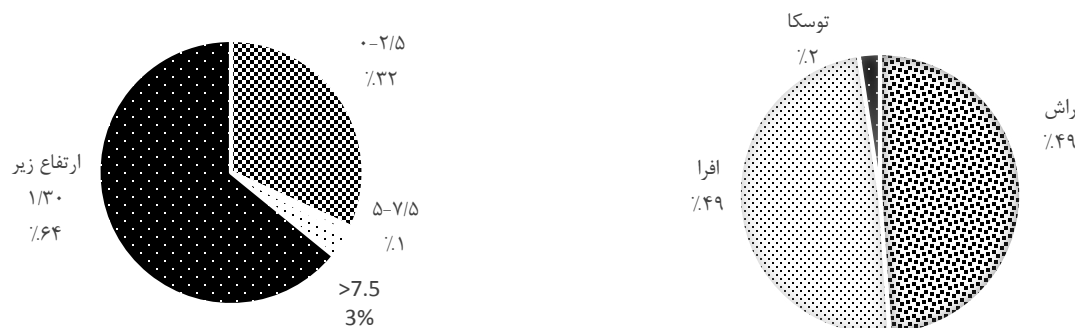 توسکا
٪۲
راش
٪۴۹
افرا
٪۴۹
۰-۲/۵
٪۳۲
۵-۷/۵
٪۱
>7.5
3%
ارتفاع زیر
۱/۳۰
٪۶۴